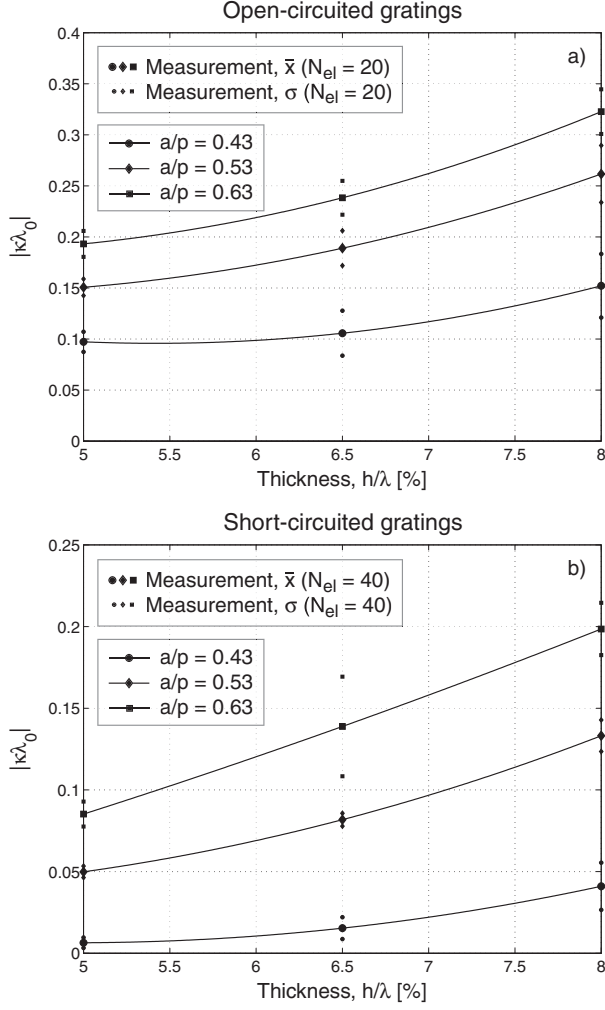 Open-circuited gratings
a)
Measurement, x̄ (N_el = 20)
Measurement, σ (N_el = 20)
a/p = 0.43
a/p = 0.53
a/p = 0.63
|κλ₀|
0.4
0.35
0.3
0.25
0.2
0.15
0.1
0.05
0
5 5.5 6 6.5 7 7.5 8
Thickness, h/λ [%]
Short-circuited gratings
b)
Measurement, x̄ (N_el = 40)
Measurement, σ (N_el = 40)
a/p = 0.43
a/p = 0.53
a/p = 0.63
|κλ₀|
0.25
0.2
0.15
0.1
0.05
0
5 5.5 6 6.5 7 7.5 8
Thickness, h/λ [%]